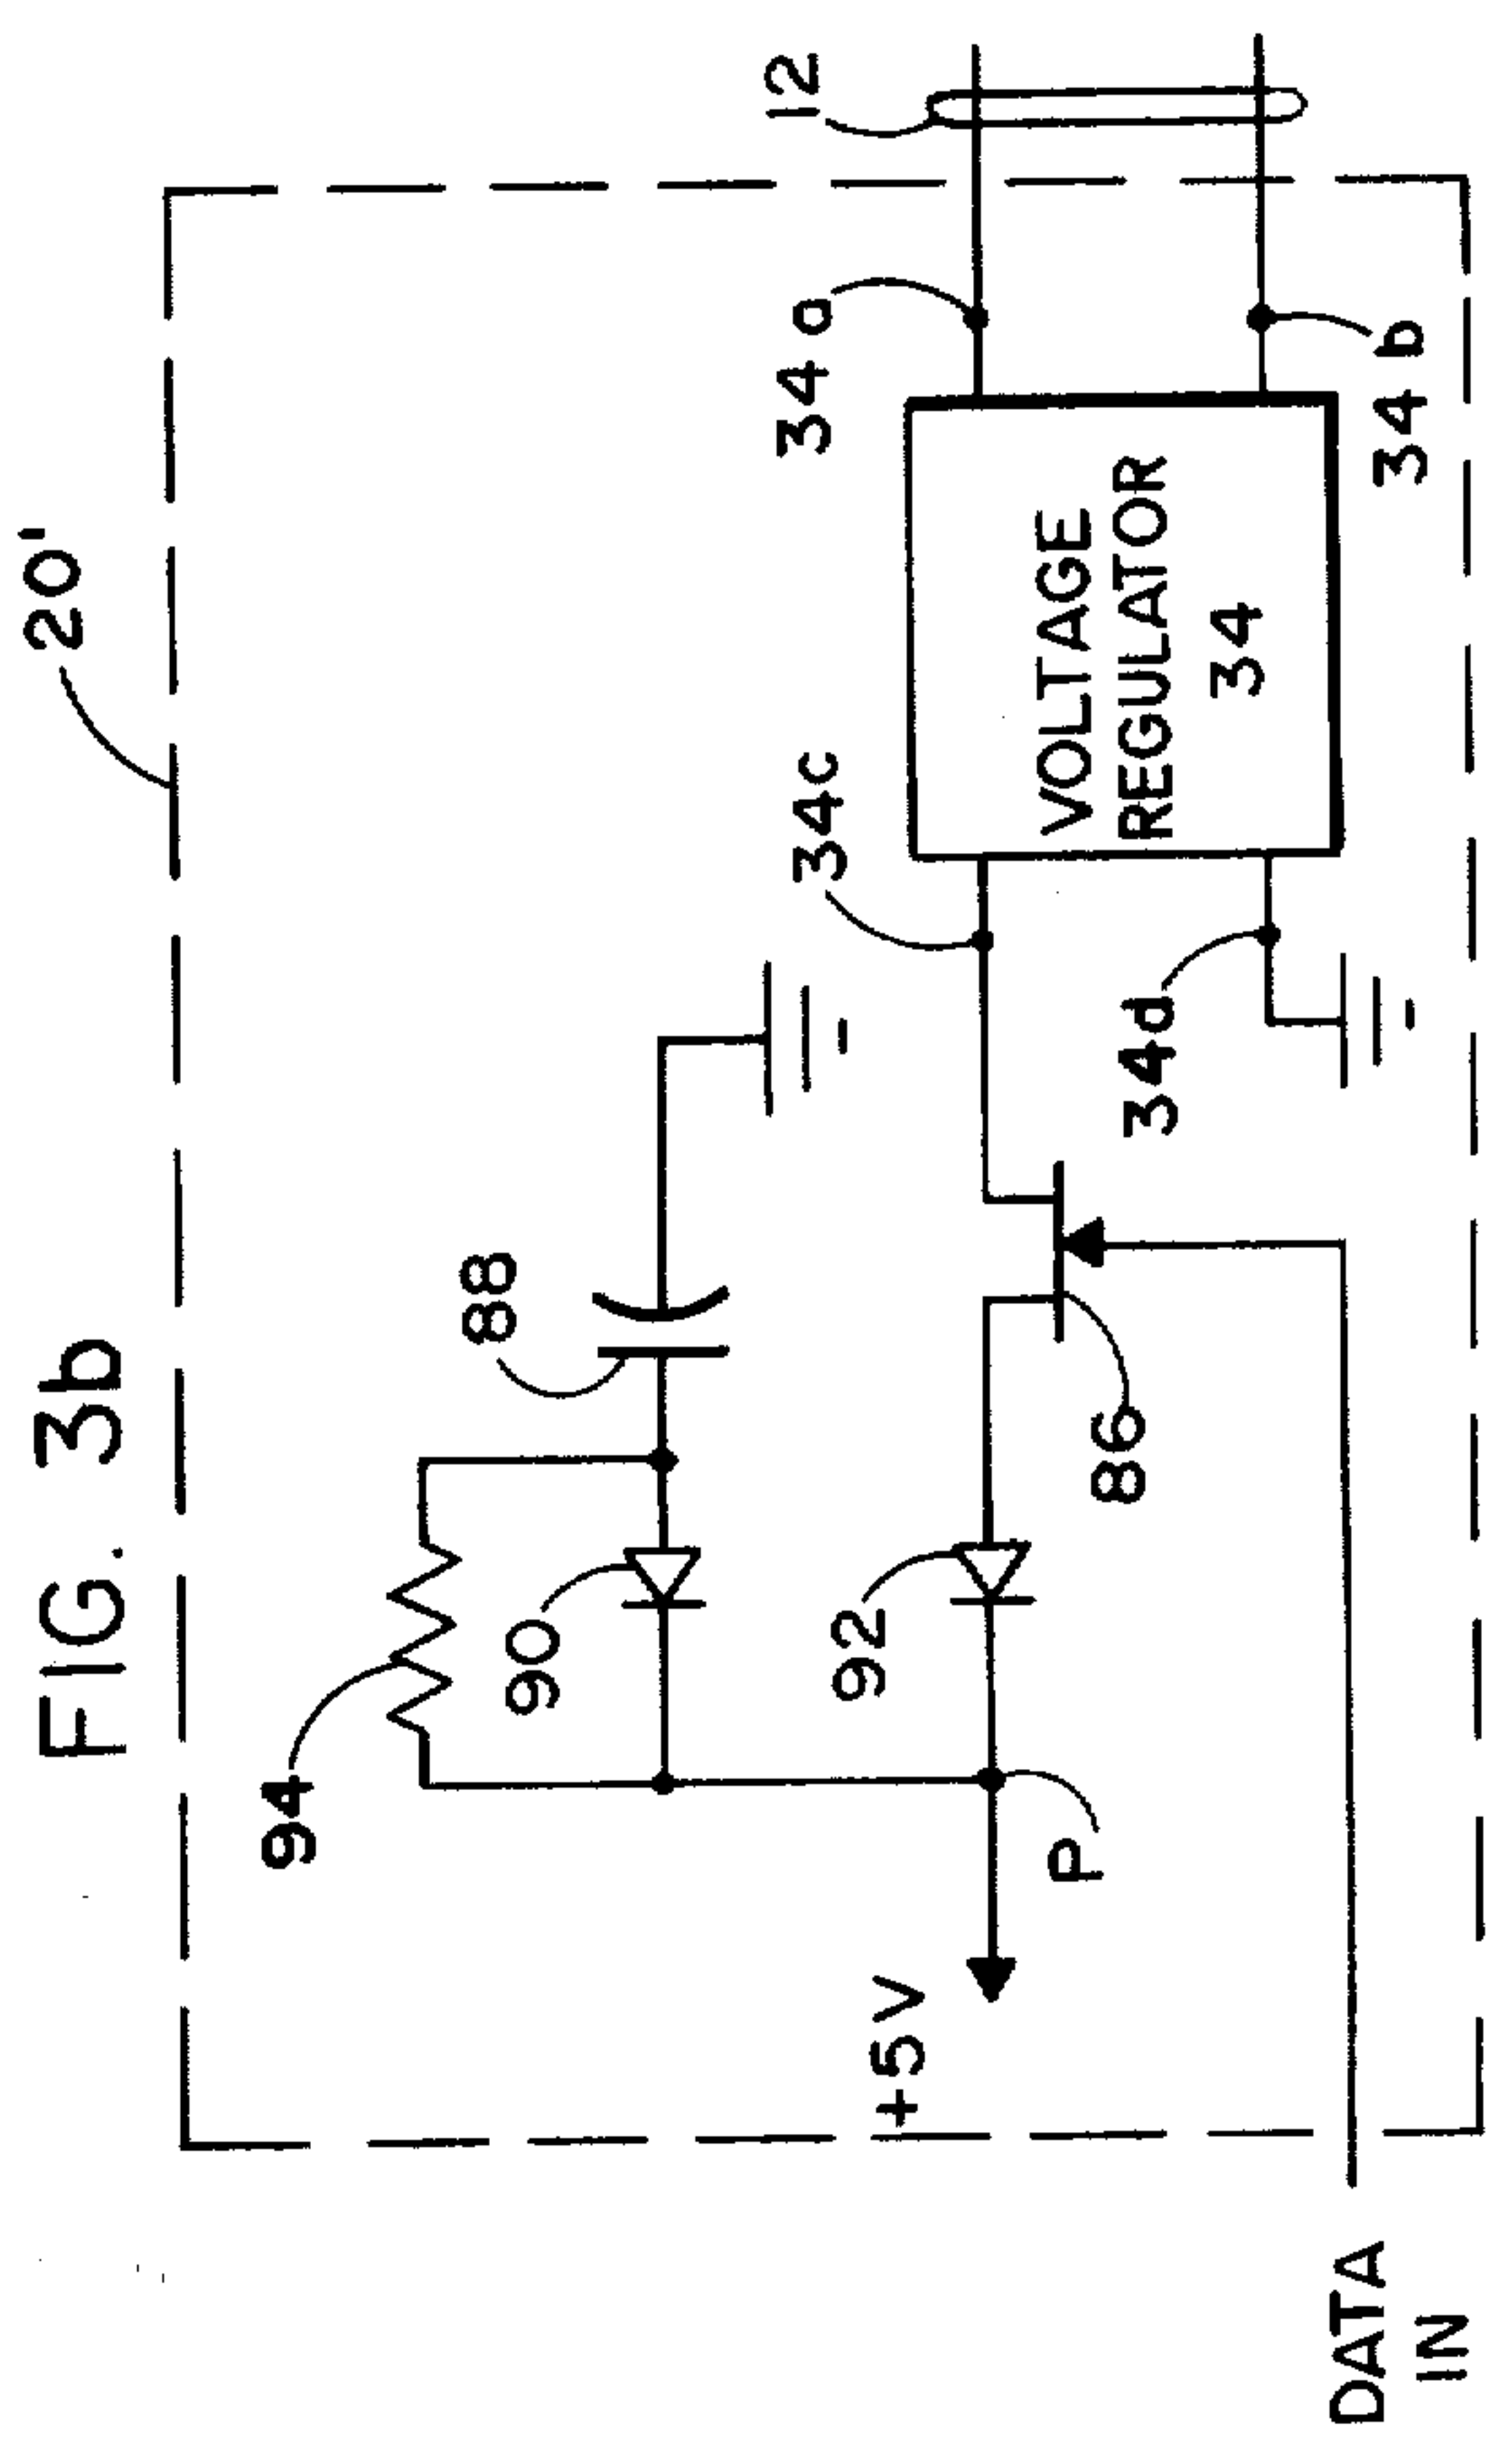 FIG. 3b
20'
94
88
90
12
34a
34c
92
+5V
VOLTAGE
REGULATOR
34
P
86
34d
34b
DATA
IN